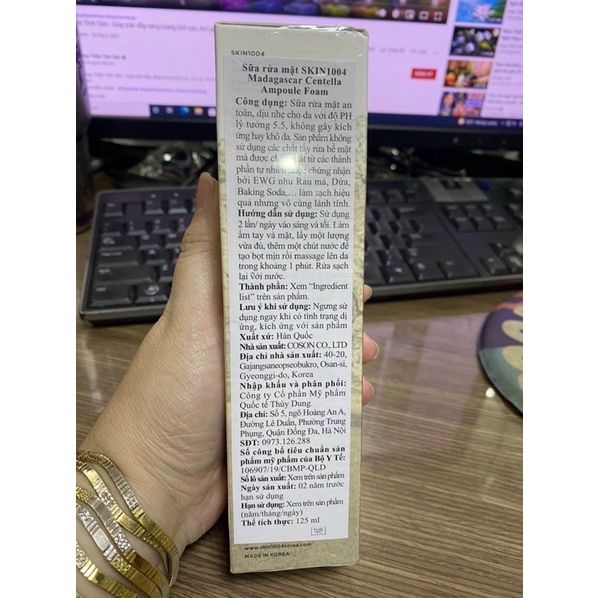 SKIN1004
Sữa rửa mặt SKIN1004
Madagascar Centella
Ampoule Foam
Công dụng: Sữa rửa mặt an
toàn, dịu nhẹ cho da với độ PH
lý tưởng 5.5, không gây kích
ứng hay khô da. Sản phẩm không
sử dụng các chất tẩy rửa bề mặt
mà được từ các thành
phần tự nhiên được chứng nhận
bởi EWG như Rau má, Dừa,
Baking Soda,... làm sạch hiệu
quả nhưng vô cùng lành tính.
Hướng dẫn sử dụng: Sử dụng
2 lần/ ngày vào sáng và tối. Làm
ẩm tay và mặt, lấy một lượng
vừa đủ, thêm một chút nước để
tạo bọt mịn rồi massage lên da
trong khoảng 1 phút. Rửa sạch
lại với nước.
Thành phần: Xem “Ingredient
list” trên sản phẩm.
Lưu ý khi sử dụng: Ngưng sử
dụng ngay khi có tình trạng dị
ứng, kích ứng với sản phẩm
Xuất xứ: Hàn Quốc
Nhà sản xuất: COSON CO., LTD
Địa chỉ nhà sản xuất: 40-20,
Gajangsaneopseobukro, Osan-si,
Gyeonggi-do, Korea
Nhập khẩu và phân phối:
Công ty Cổ phần Mỹ phẩm
Quốc tế Thùy Dung.
Địa chỉ: Số 5, ngõ Hoàng An A,
Đường Lê Duẩn, Phường Trung
Phụng, Quận Đống Đa, Hà Nội
SĐT: 0973.126.288
Số công bố tiêu chuẩn sản
phẩm mỹ phẩm của Bộ Y Tế:
106907/19/CBMP-QLD
Số lô sản xuất: Xem trên sản phẩm
Ngày sản xuất: 02 năm trước
hạn sử dụng
Hạn sử dụng: Xem trên sản phẩm
(năm/tháng/ngày)
Thể tích thực: 125 ml
www.skin1004korea.com
MADE IN KOREA